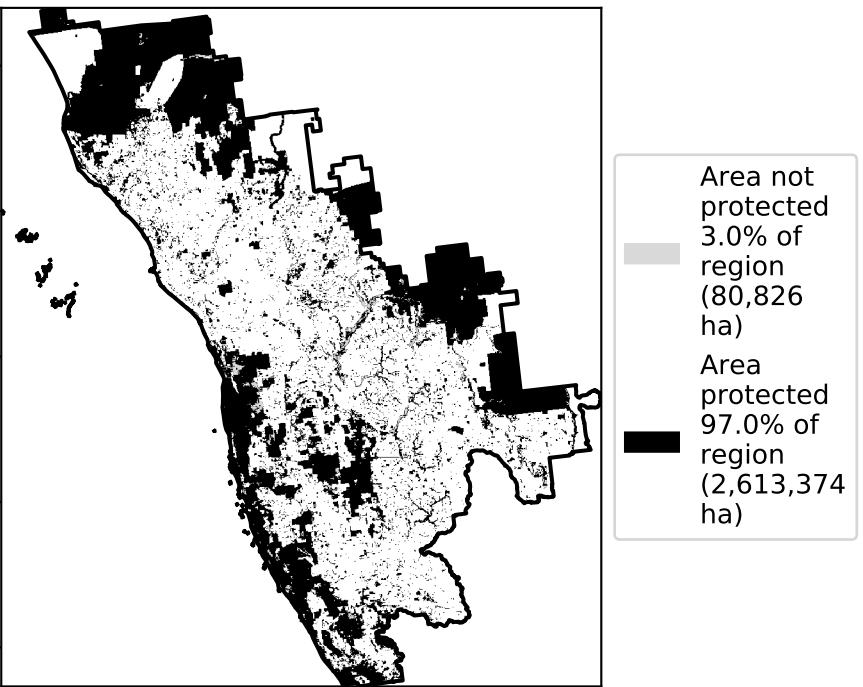 Area not
protected
3.0% of
region
(80,826
ha)
Area
protected
97.0% of
region
(2,613,374
ha)